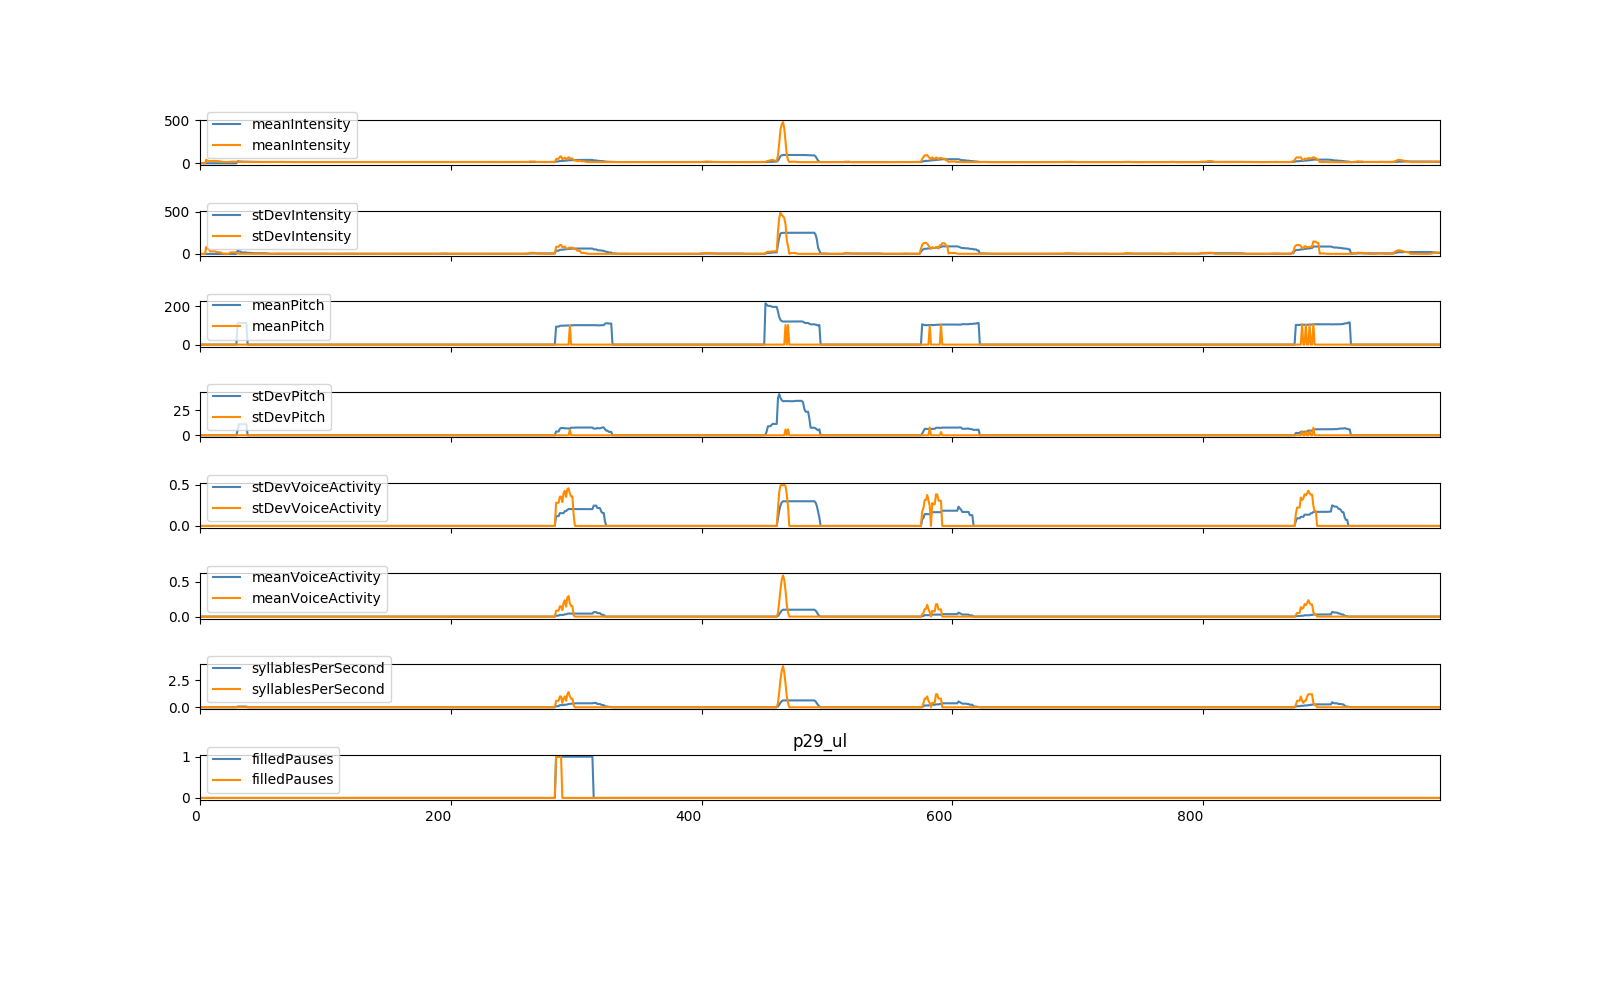 500
0
meanIntensity
meanIntensity
500
0
stDevIntensity
stDevIntensity
200
0
meanPitch
meanPitch
25
0
stDevPitch
stDevPitch
0.5
0.0
stDevVoiceActivity
stDevVoiceActivity
0.5
0.0
meanVoiceActivity
meanVoiceActivity
2.5
0.0
syllablesPerSecond
syllablesPerSecond
p29_ul
1
0
filledPauses
filledPauses
0 200 400 600 800